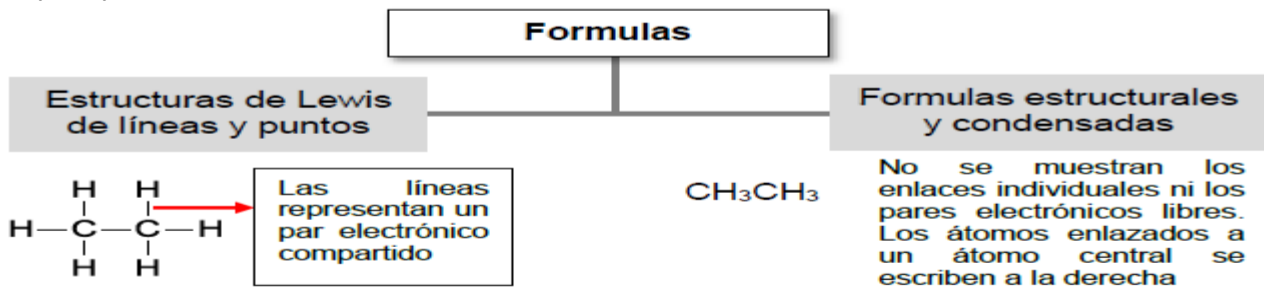 Formulas
Estructuras de Lewis
de líneas y puntos
Formulas estructurales
y condensadas
H H
H—C—C—H
H H
Las líneas
representan un
par electrónico
compartido
CH₃CH₃
No se muestran los
enlaces individuales ni los
pares electrónicos libres.
Los átomos enlazados a
un átomo central se
escriben a la derecha